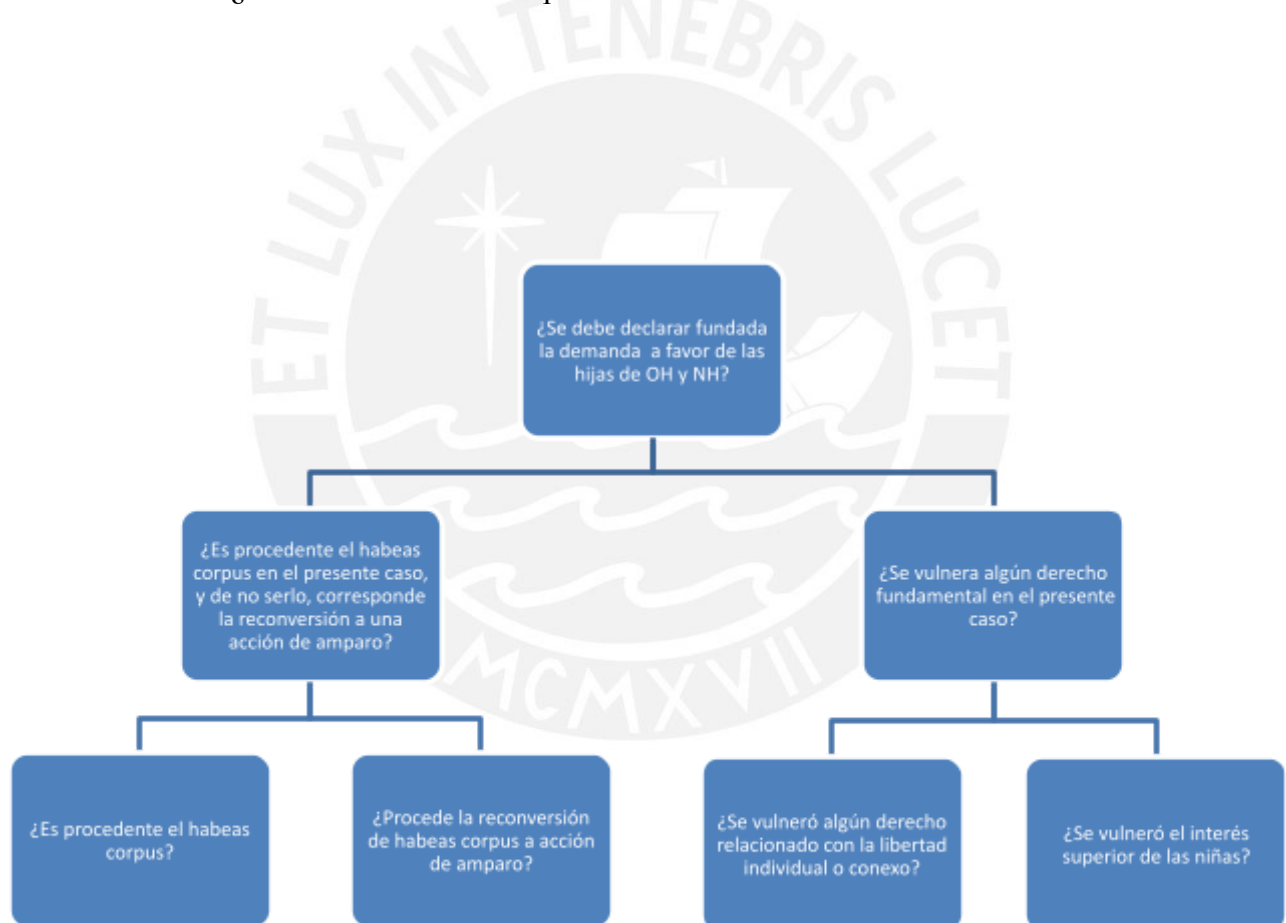 ET LUX IN TENEBRIS LUCET
MCMXVII
¿Se debe declarar fundada
la demanda a favor de las
hijas de OH y NH?
¿Es procedente el habeas
corpus en el presente caso,
y de no serlo, corresponde
la reconversión a una
acción de amparo?
¿Se vulnera algún derecho
fundamental en el presente
caso?
¿Es procedente el habeas
corpus?
¿Procede la reconversión
de habeas corpus a acción
de amparo?
¿Se vulneró algún derecho
relacionado con la libertad
individual o conexo?
¿Se vulneró el interés
superior de las niñas?